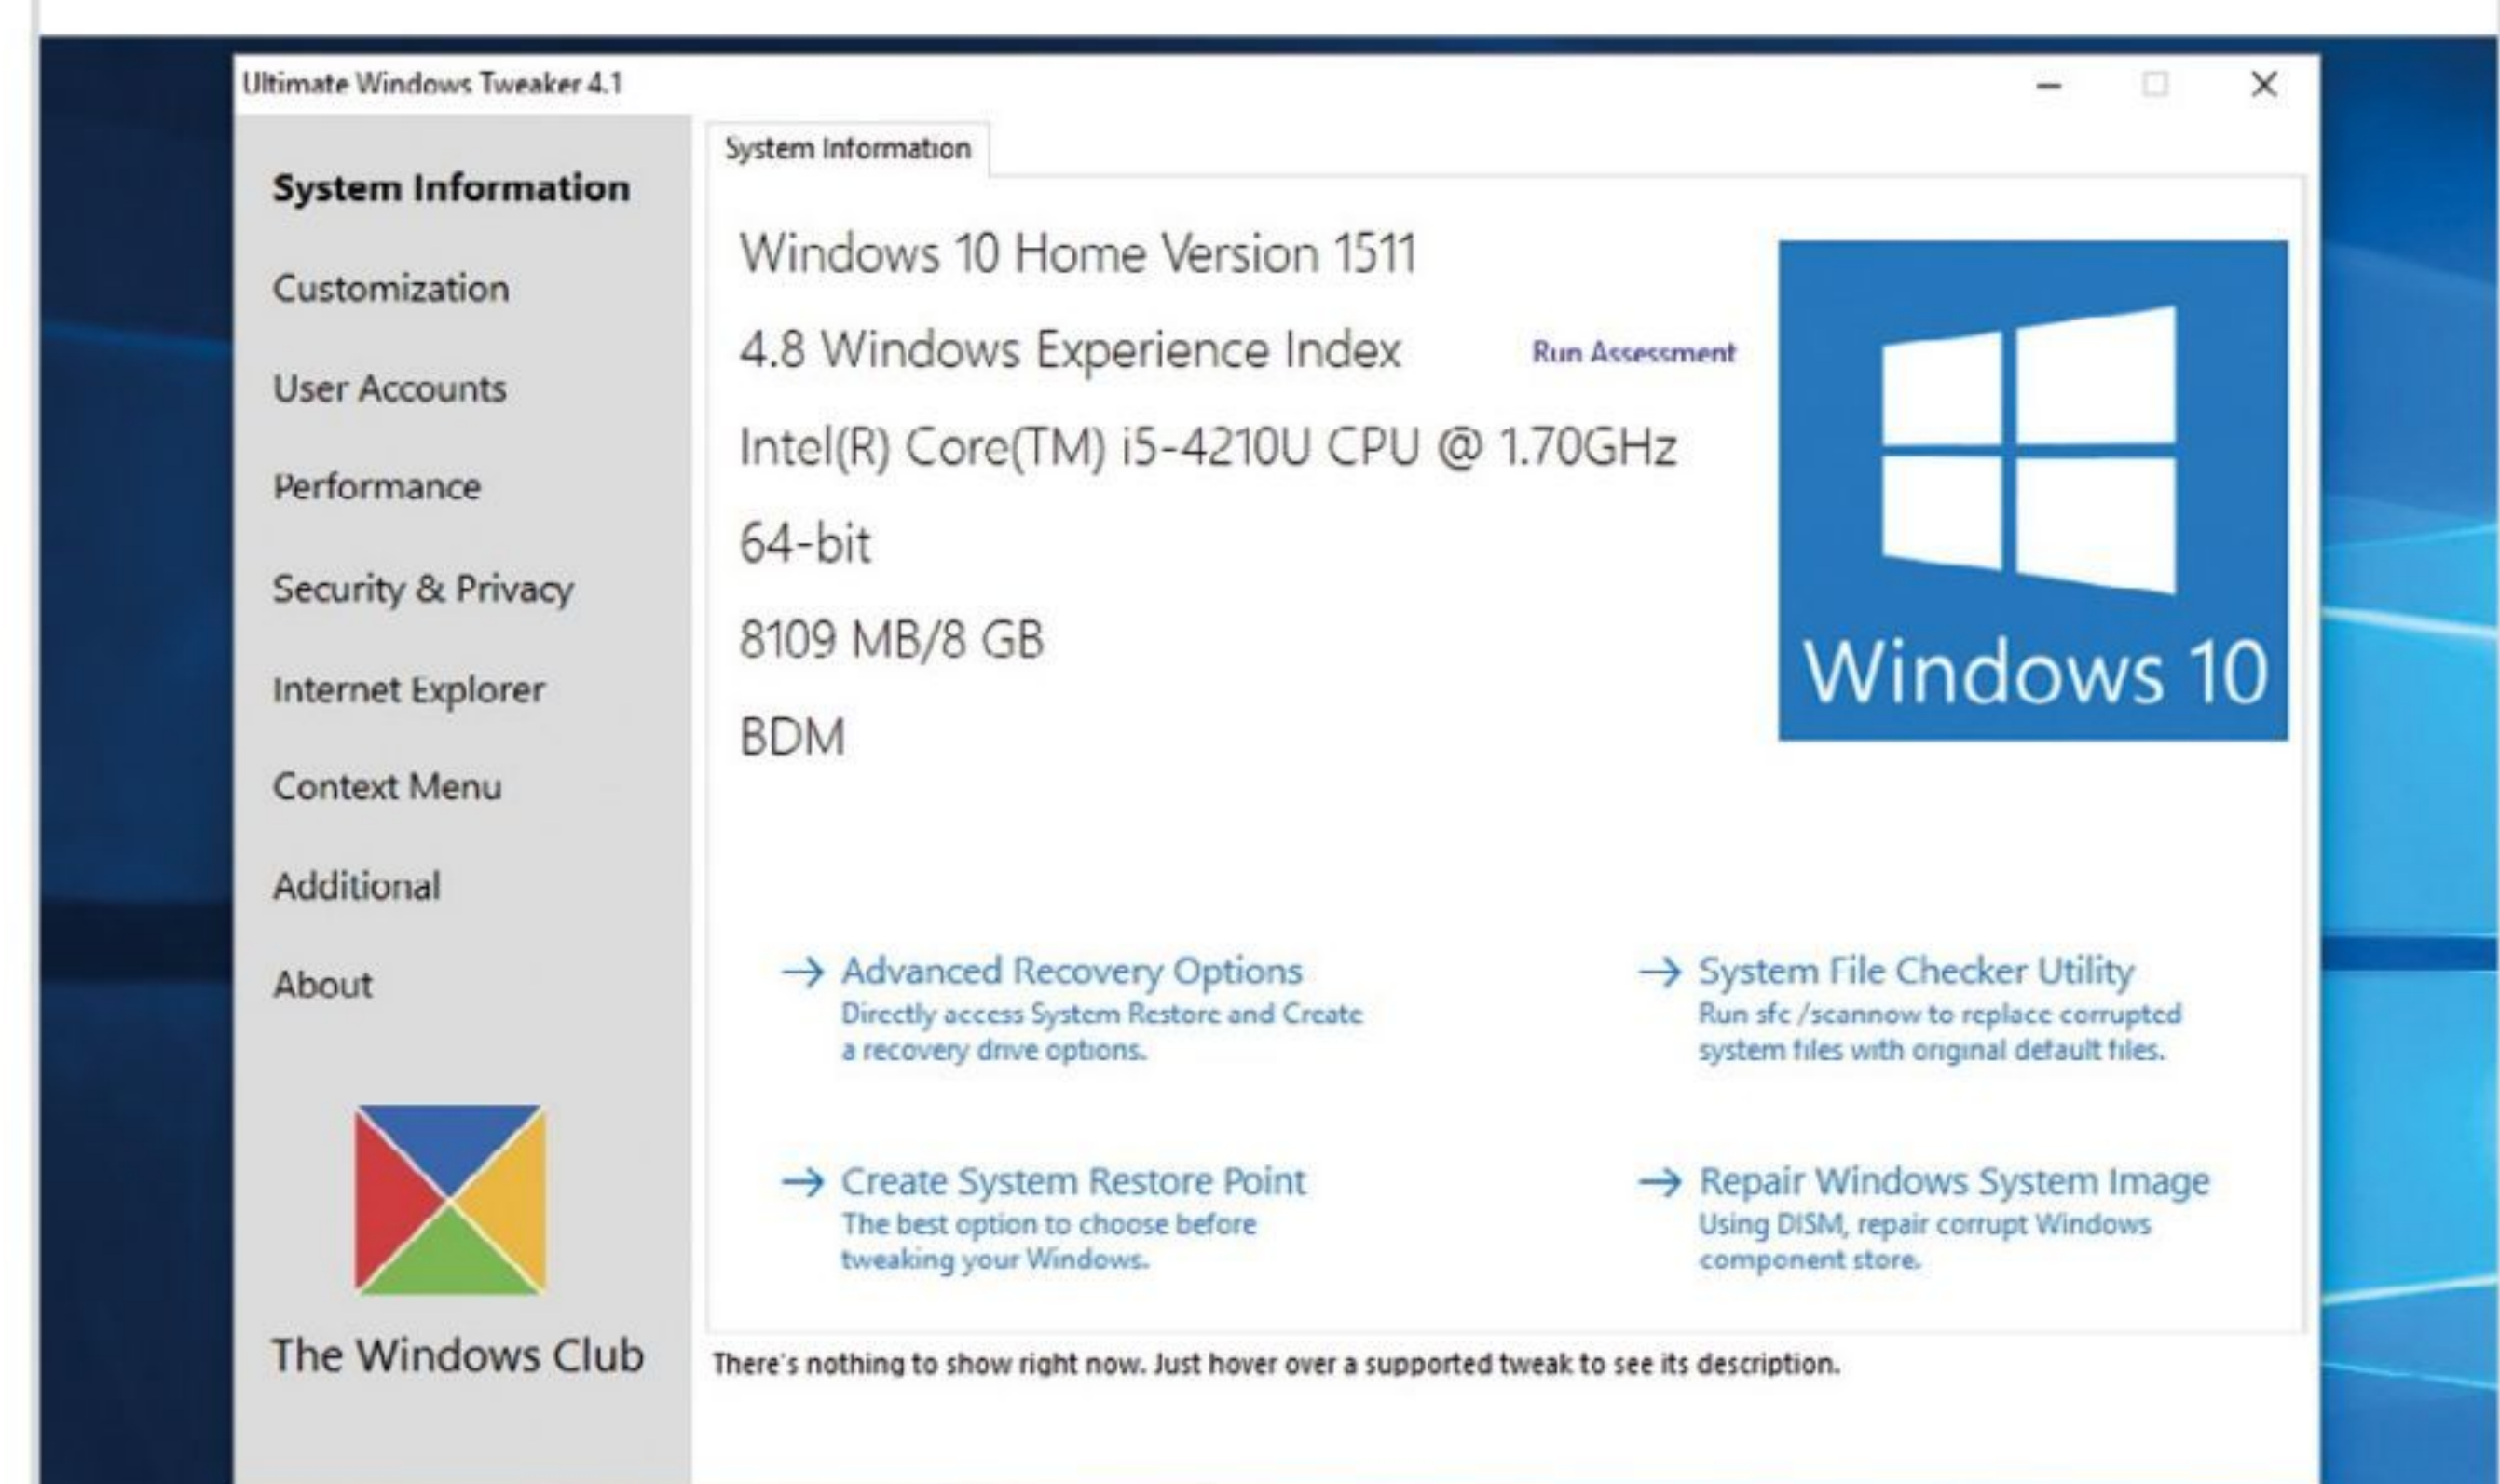 Ultimate Windows Tweaker 4.1
System Information
Customization
User Accounts
Performance
Security & Privacy
Internet Explorer
Context Menu
Additional
About
The Windows Club
System Information
Windows 10 Home Version 1511
4.8 Windows Experience Index Run Assessment
Intel(R) Core(TM) i5-4210U CPU @ 1.70GHz
64-bit
8109 MB/8 GB
BDM
Windows 10
Advanced Recovery Options
Directly access System Restore and Create
a recovery drive options.
System File Checker Utility
Run sfc /scannow to replace corrupted
system files with original default files.
Create System Restore Point
The best option to choose before
tweaking your Windows.
Repair Windows System Image
Using DISM, repair corrupt Windows
component store.
There's nothing to show right now. Just hover over a supported tweak to see its description.